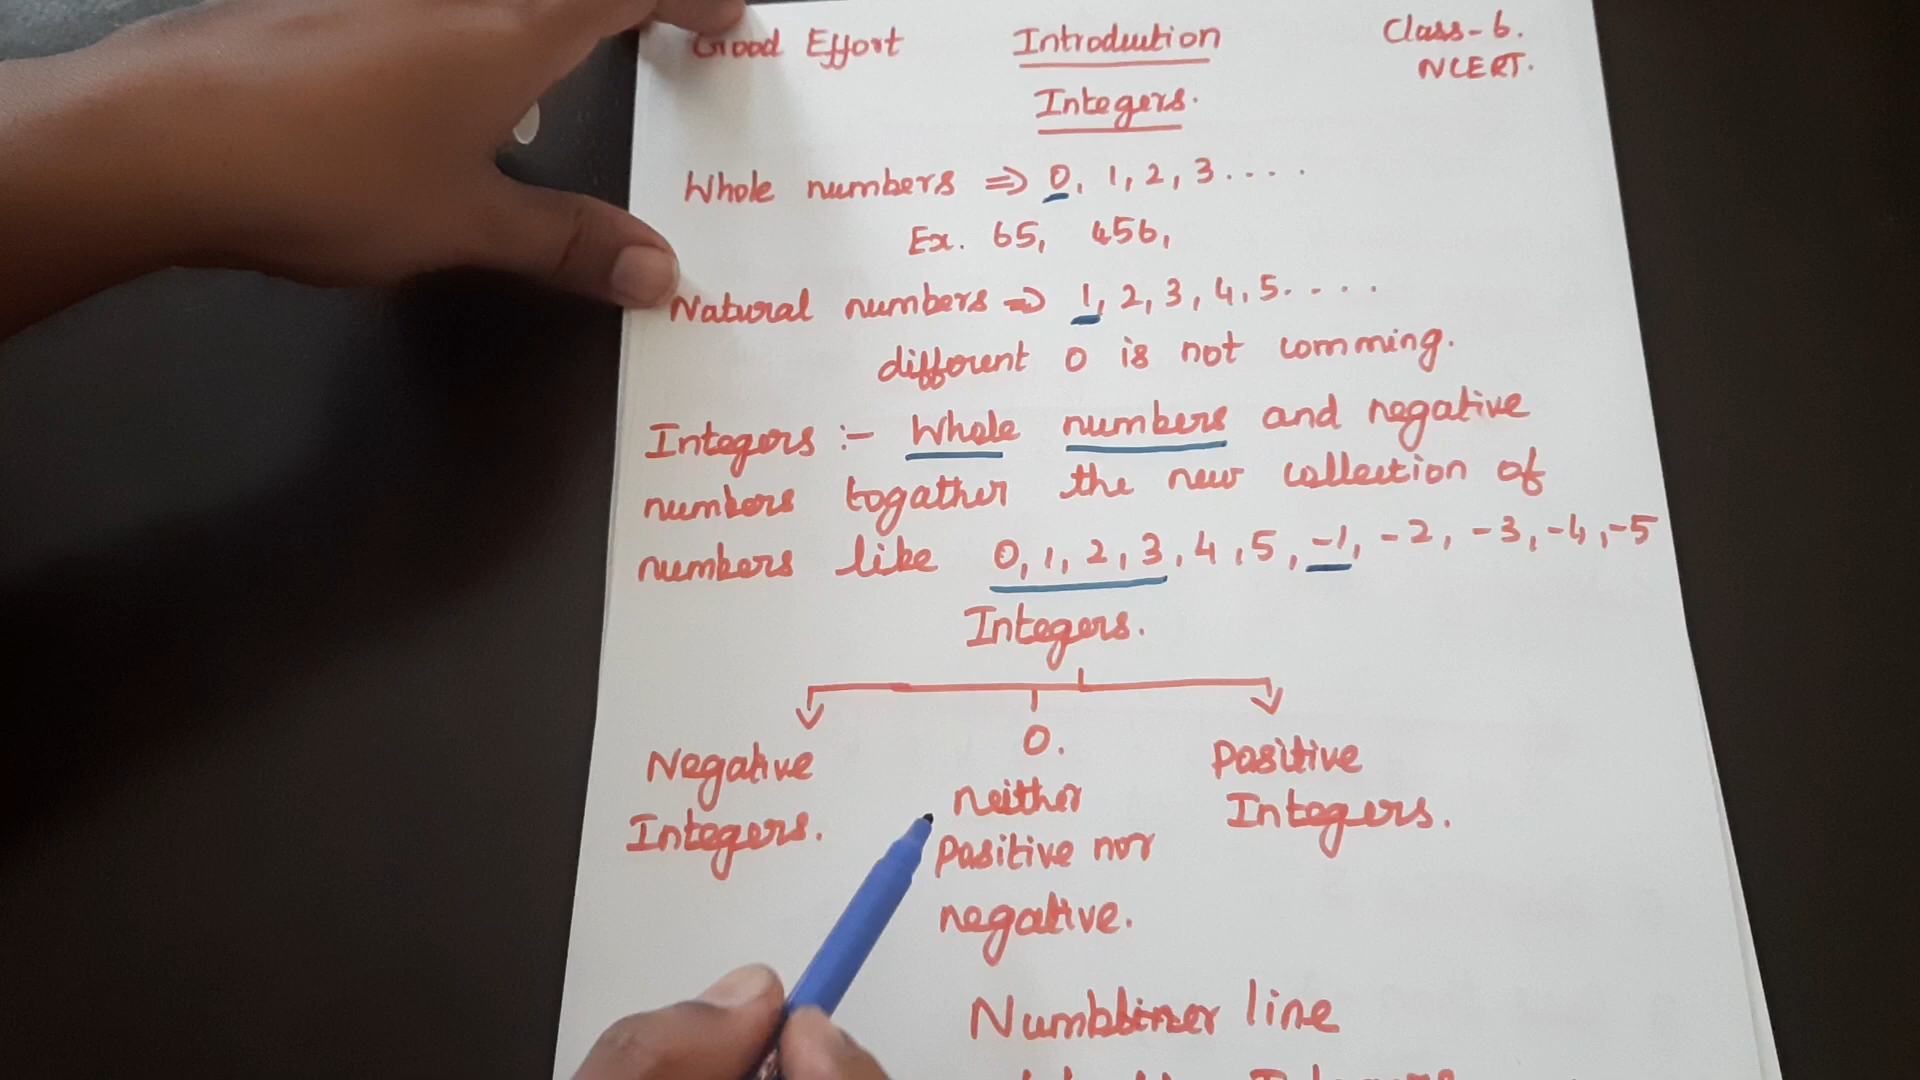 Good Effort Introduction Class-6.
NCERT.
Integers.
Whole numbers ⇒ 0, 1, 2, 3....
Ex. 65, 456,
Natural numbers ⇒ 1, 2, 3, 4, 5....
different 0 is not comming.
Integers :- Whole numbers and negative
numbers togather the new collection of
numbers like 0, 1, 2, 3, 4, 5, -1, -2, -3, -4, -5
Integers.
Negative 0. Positive
Integers. neither Integers.
Positive nor
negative.
line
Integers